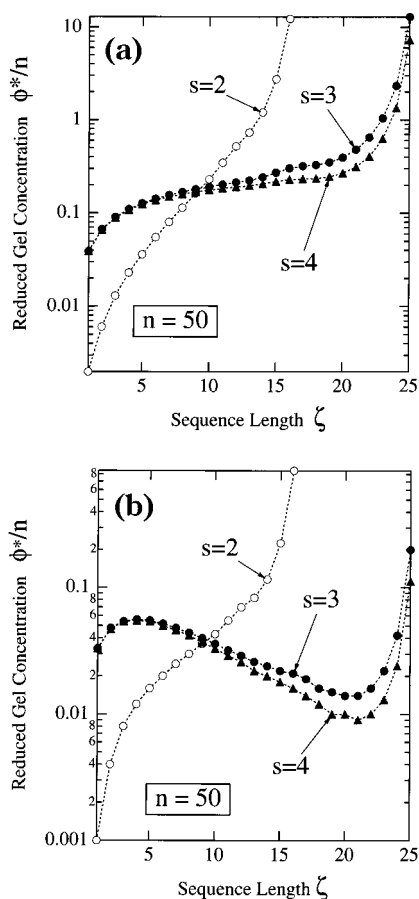 (a)
Reduced Gel Concentration ϕ*/n
10
1
0.1
0.01
s=2
s=3
s=4
n = 50
5 10 15 20 25
Sequence Length ζ
(b)
Reduced Gel Concentration ϕ*/n
8
6
4
2
0.1
8
6
4
2
0.01
8
6
4
2
0.001
s=2
s=3
s=4
n = 50
5 10 15 20 25
Sequence Length ζ